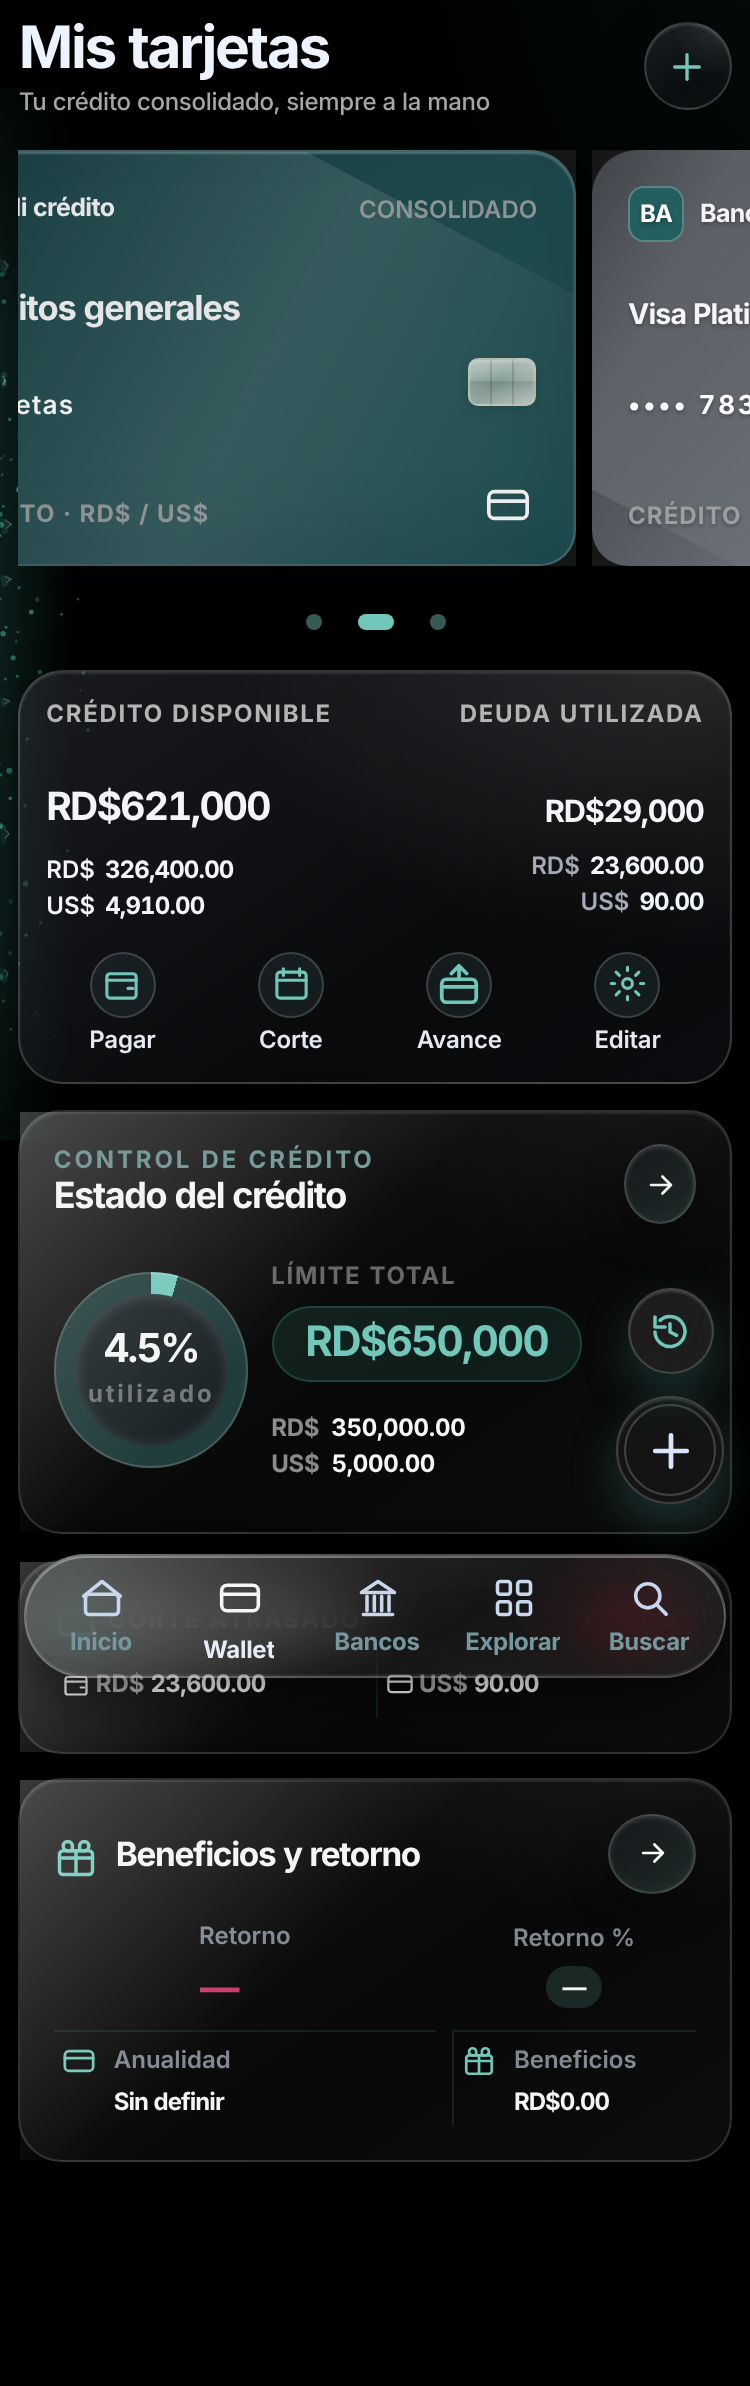 Mis tarjetas
Tu crédito consolidado, siempre a la mano
li crédito
CONSOLIDADO
itos generales
etas
TO · RD$ / US$
BA
Banc
Visa Plati
•••• 783
CRÉDITO
CRÉDITO DISPONIBLE
DEUDA UTILIZADA
RD$621,000
RD$29,000
RD$ 326,400.00
RD$ 23,600.00
US$ 4,910.00
US$ 90.00
Pagar
Corte
Avance
Editar
CONTROL DE CRÉDITO
Estado del crédito
LÍMITE TOTAL
4.5%
utilizado
RD$650,000
RD$ 350,000.00
US$ 5,000.00
CORTE ATRASADO
Inicio
Wallet
Bancos
Explorar
Buscar
RD$ 23,600.00
US$ 90.00
Beneficios y retorno
Retorno
Retorno %
—
—
Anualidad
Beneficios
Sin definir
RD$0.00